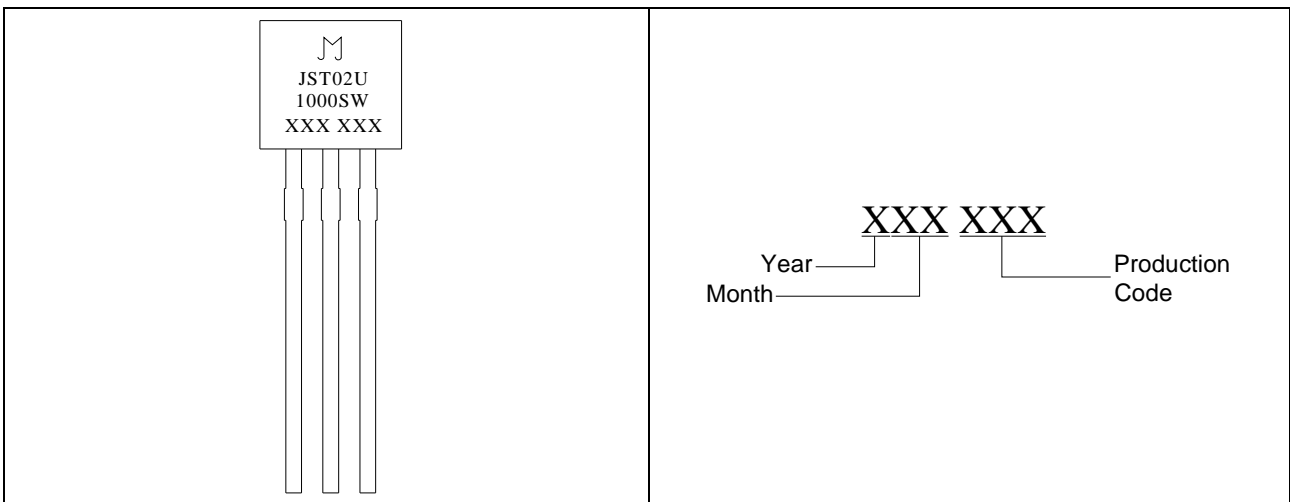 JST02U
1000SW
XXX XXX
XXX XXX
Year
Month
Production
Code